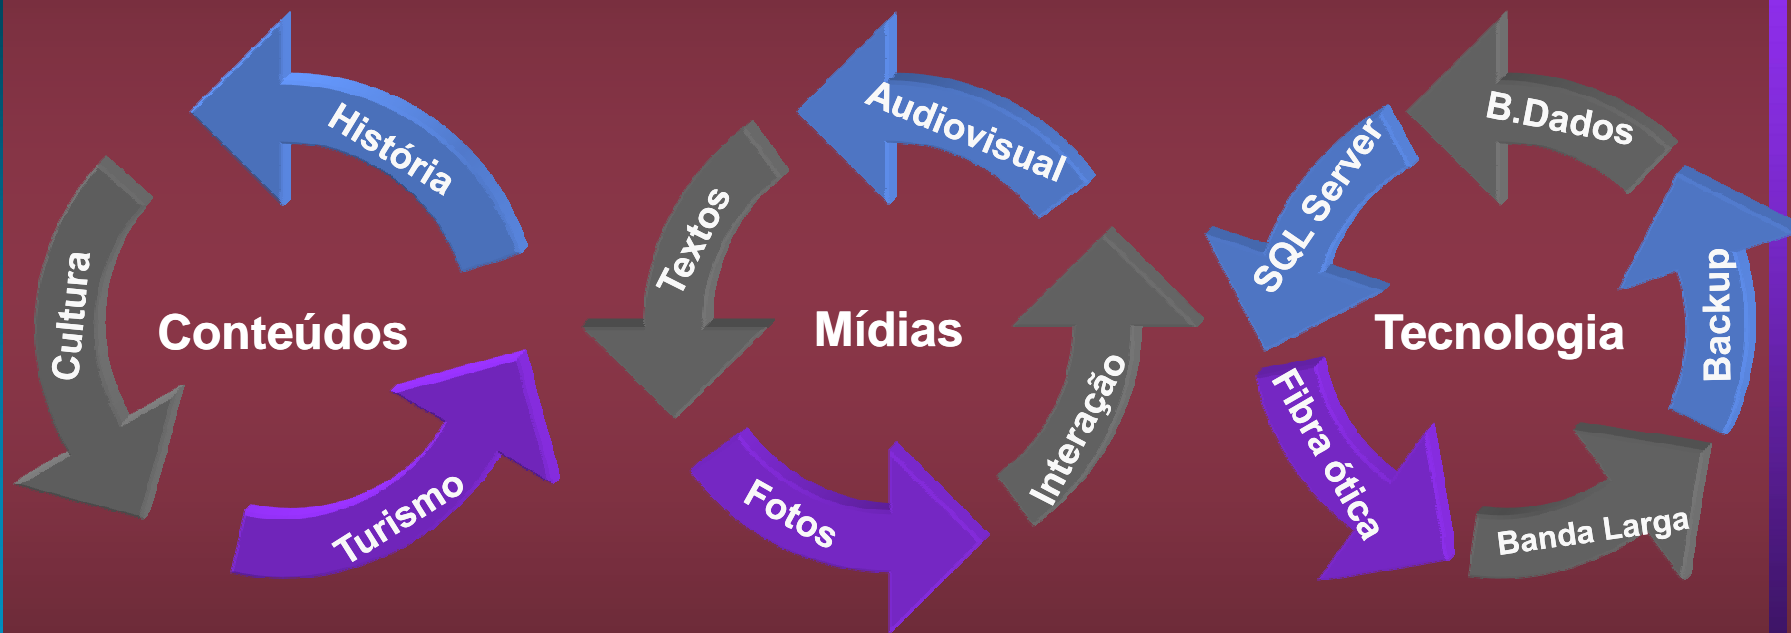 História
Cultura
Conteúdos
Turismo
Audiovisual
Textos
Mídias
Interação
Fotos
B.Dados
SQL Server
Tecnologia
Backup
Fibra ótica
Banda Larga